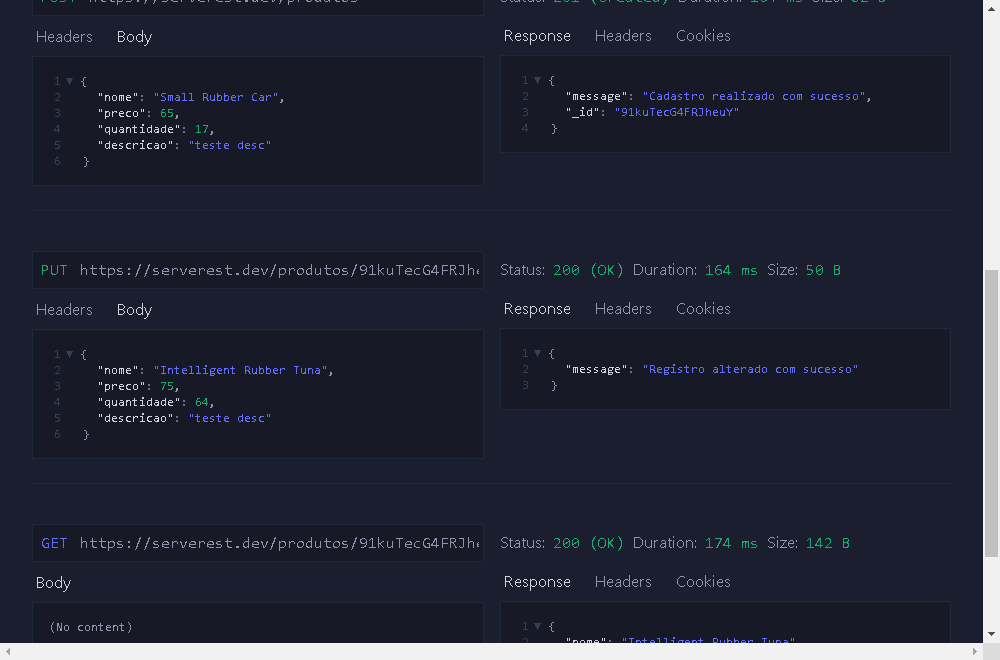 POST https://serverest.dev/produtos
Status: 201 (Created) Duration: 164 ms Size: 82 B
Headers Body
Response Headers Cookies
1 {
2 "nome": "Small Rubber Car",
3 "preco": 65,
4 "quantidade": 17,
5 "descricao": "teste desc"
6 }
1 {
2 "message": "Cadastro realizado com sucesso",
3 "_id": "91kuTecG4FRJheuY"
4 }
PUT https://serverest.dev/produtos/91kuTecG4FRJhe
Status: 200 (OK) Duration: 164 ms Size: 50 B
Headers Body
Response Headers Cookies
1 {
2 "nome": "Intelligent Rubber Tuna",
3 "preco": 75,
4 "quantidade": 64,
5 "descricao": "teste desc"
6 }
1 {
2 "message": "Registro alterado com sucesso"
3 }
GET https://serverest.dev/produtos/91kuTecG4FRJhe
Status: 200 (OK) Duration: 174 ms Size: 142 B
Body
Response Headers Cookies
(No content)
1 {
2 "nome": "Intelligent Rubber Tuna",